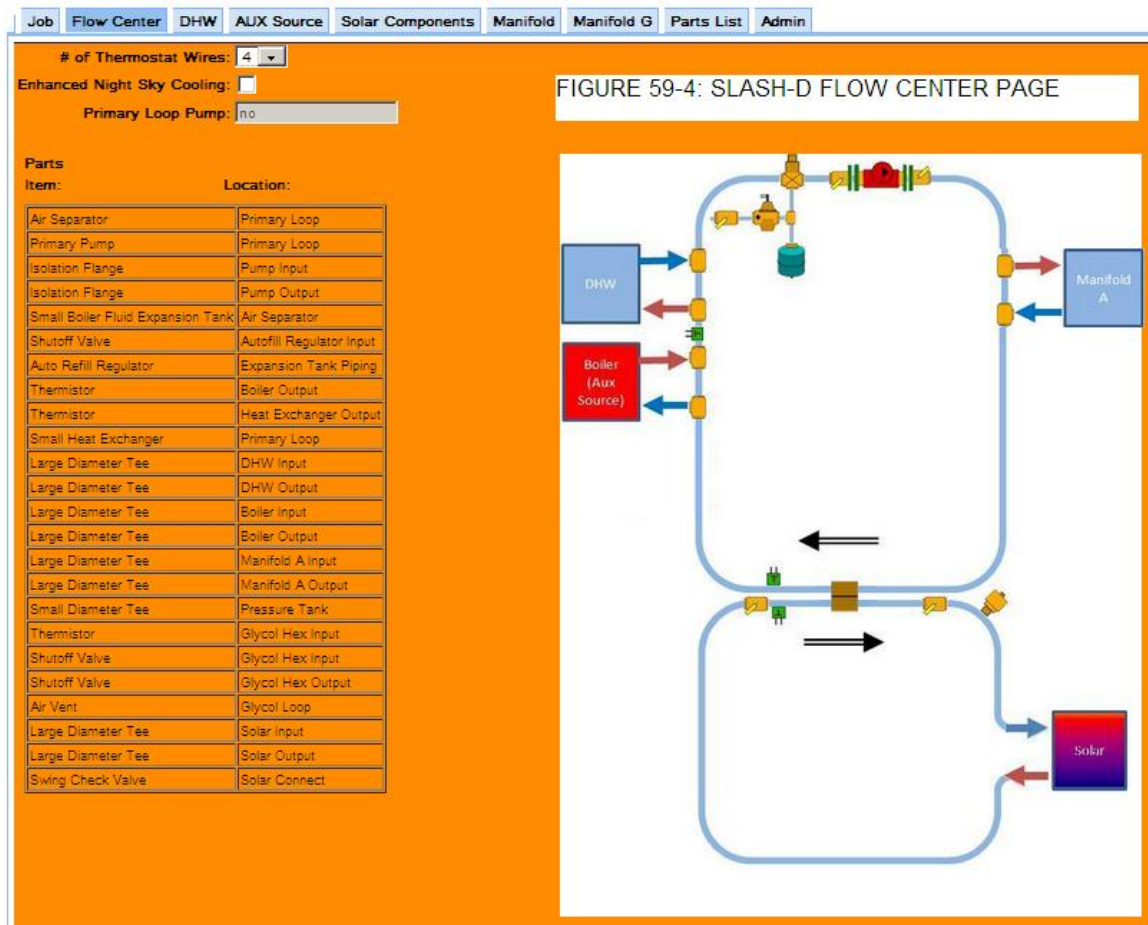 Job Flow Center DHW AUX Source Solar Components Manifold Manifold G Parts List Admin
# of Thermostat Wires: 4
Enhanced Night Sky Cooling:
Primary Loop Pump: no
FIGURE 59-4: SLASH-D FLOW CENTER PAGE
Parts
Item: Location:
Air Separator Primary Loop
Primary Pump Primary Loop
Isolation Flange Pump Input
Isolation Flange Pump Output
Small Boiler Fluid Expansion Tank Air Separator
Shutoff Valve Autofill Regulator Input
Auto Refill Regulator Expansion Tank Piping
Thermistor Boiler Output
Thermistor Heat Exchanger Output
Small Heat Exchanger Primary Loop
Large Diameter Tee DHW Input
Large Diameter Tee DHW Output
Large Diameter Tee Boiler Input
Large Diameter Tee Boiler Output
Large Diameter Tee Manifold A Input
Large Diameter Tee Manifold A Output
Small Diameter Tee Pressure Tank
Thermistor Glycol Hex Input
Shutoff Valve Glycol Hex Input
Shutoff Valve Glycol Hex Output
Air Vent Glycol Loop
Large Diameter Tee Solar Input
Large Diameter Tee Solar Output
Swing Check Valve Solar Connect
DHW
Manifold
A
Boiler
(Aux
Source)
Solar